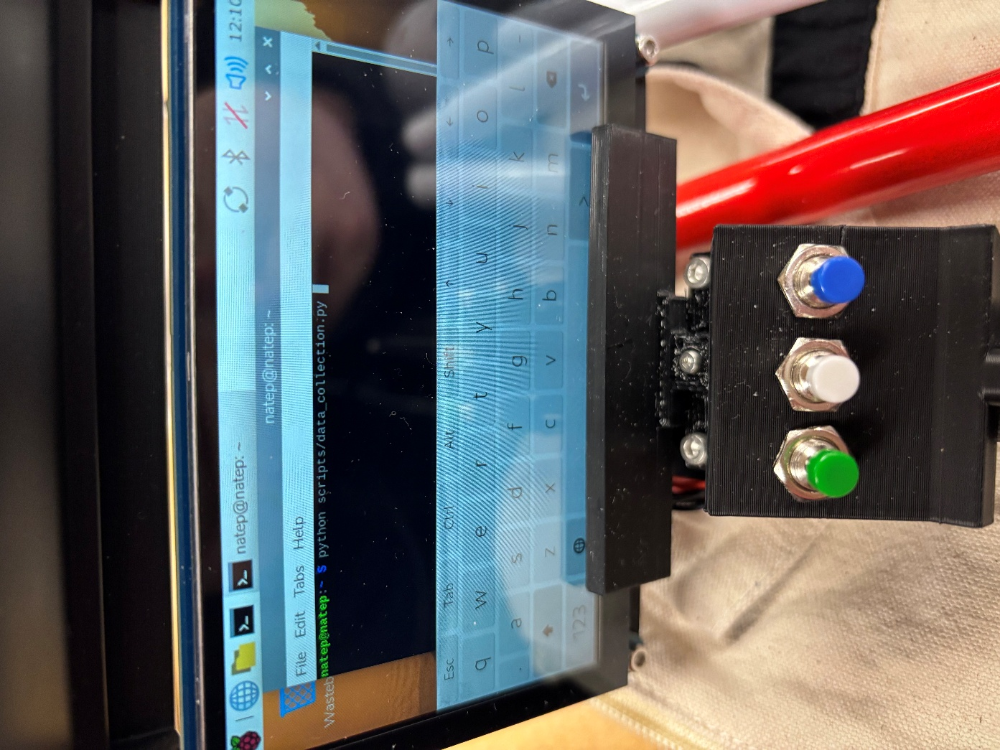 natep@natep: ~
12:10
natep@natep: ~
File Edit Tabs Help
natep@natep:~ $ python scripts/data_collection.py
Wasteb
Esc Tab Ctrl Alt Shift ↑ ↓ ← →
q w e r t y u i o p
. a s d f g h j k l -
z x c v b n m
123 >